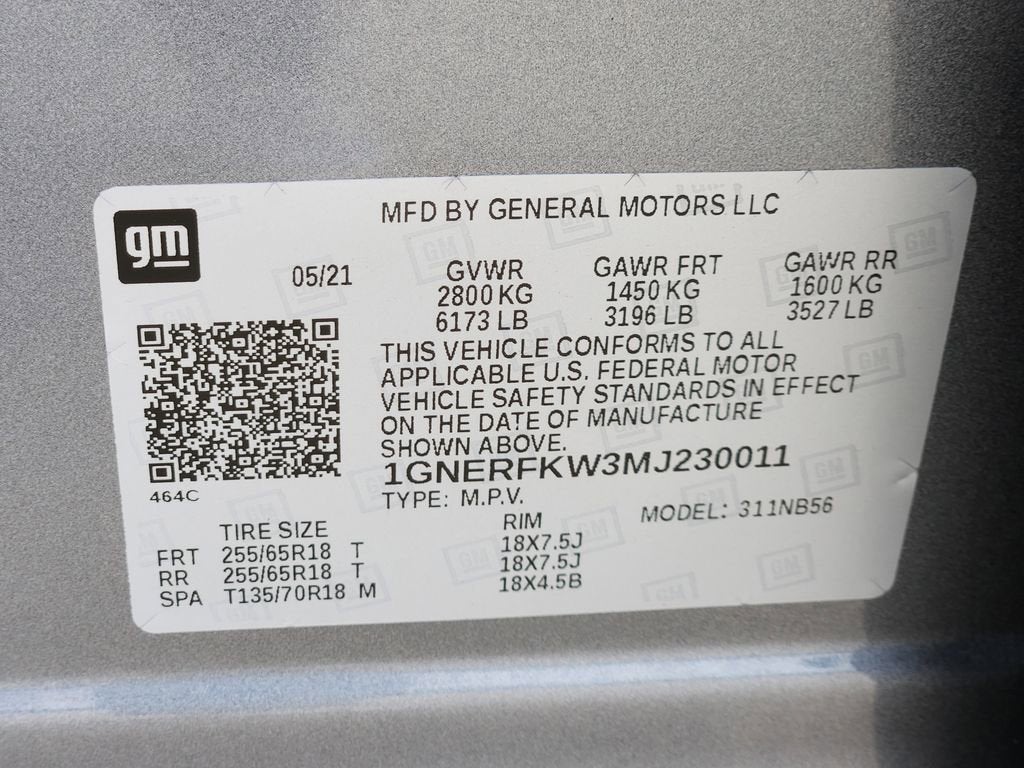 gm
MFD BY GENERAL MOTORS LLC
05/21
GVWR GAWR FRT GAWR RR
2800 KG 1450 KG 1600 KG
6173 LB 3196 LB 3527 LB
THIS VEHICLE CONFORMS TO ALL
APPLICABLE U.S. FEDERAL MOTOR
VEHICLE SAFETY STANDARDS IN EFFECT
ON THE DATE OF MANUFACTURE
SHOWN ABOVE.
1GNERFKW3MJ230011
464C
TYPE: M.P.V.
MODEL: 311NB56
TIRE SIZE RIM
FRT 255/65R18 T 18X7.5J
RR 255/65R18 T 18X7.5J
SPA T135/70R18 M 18X4.5B